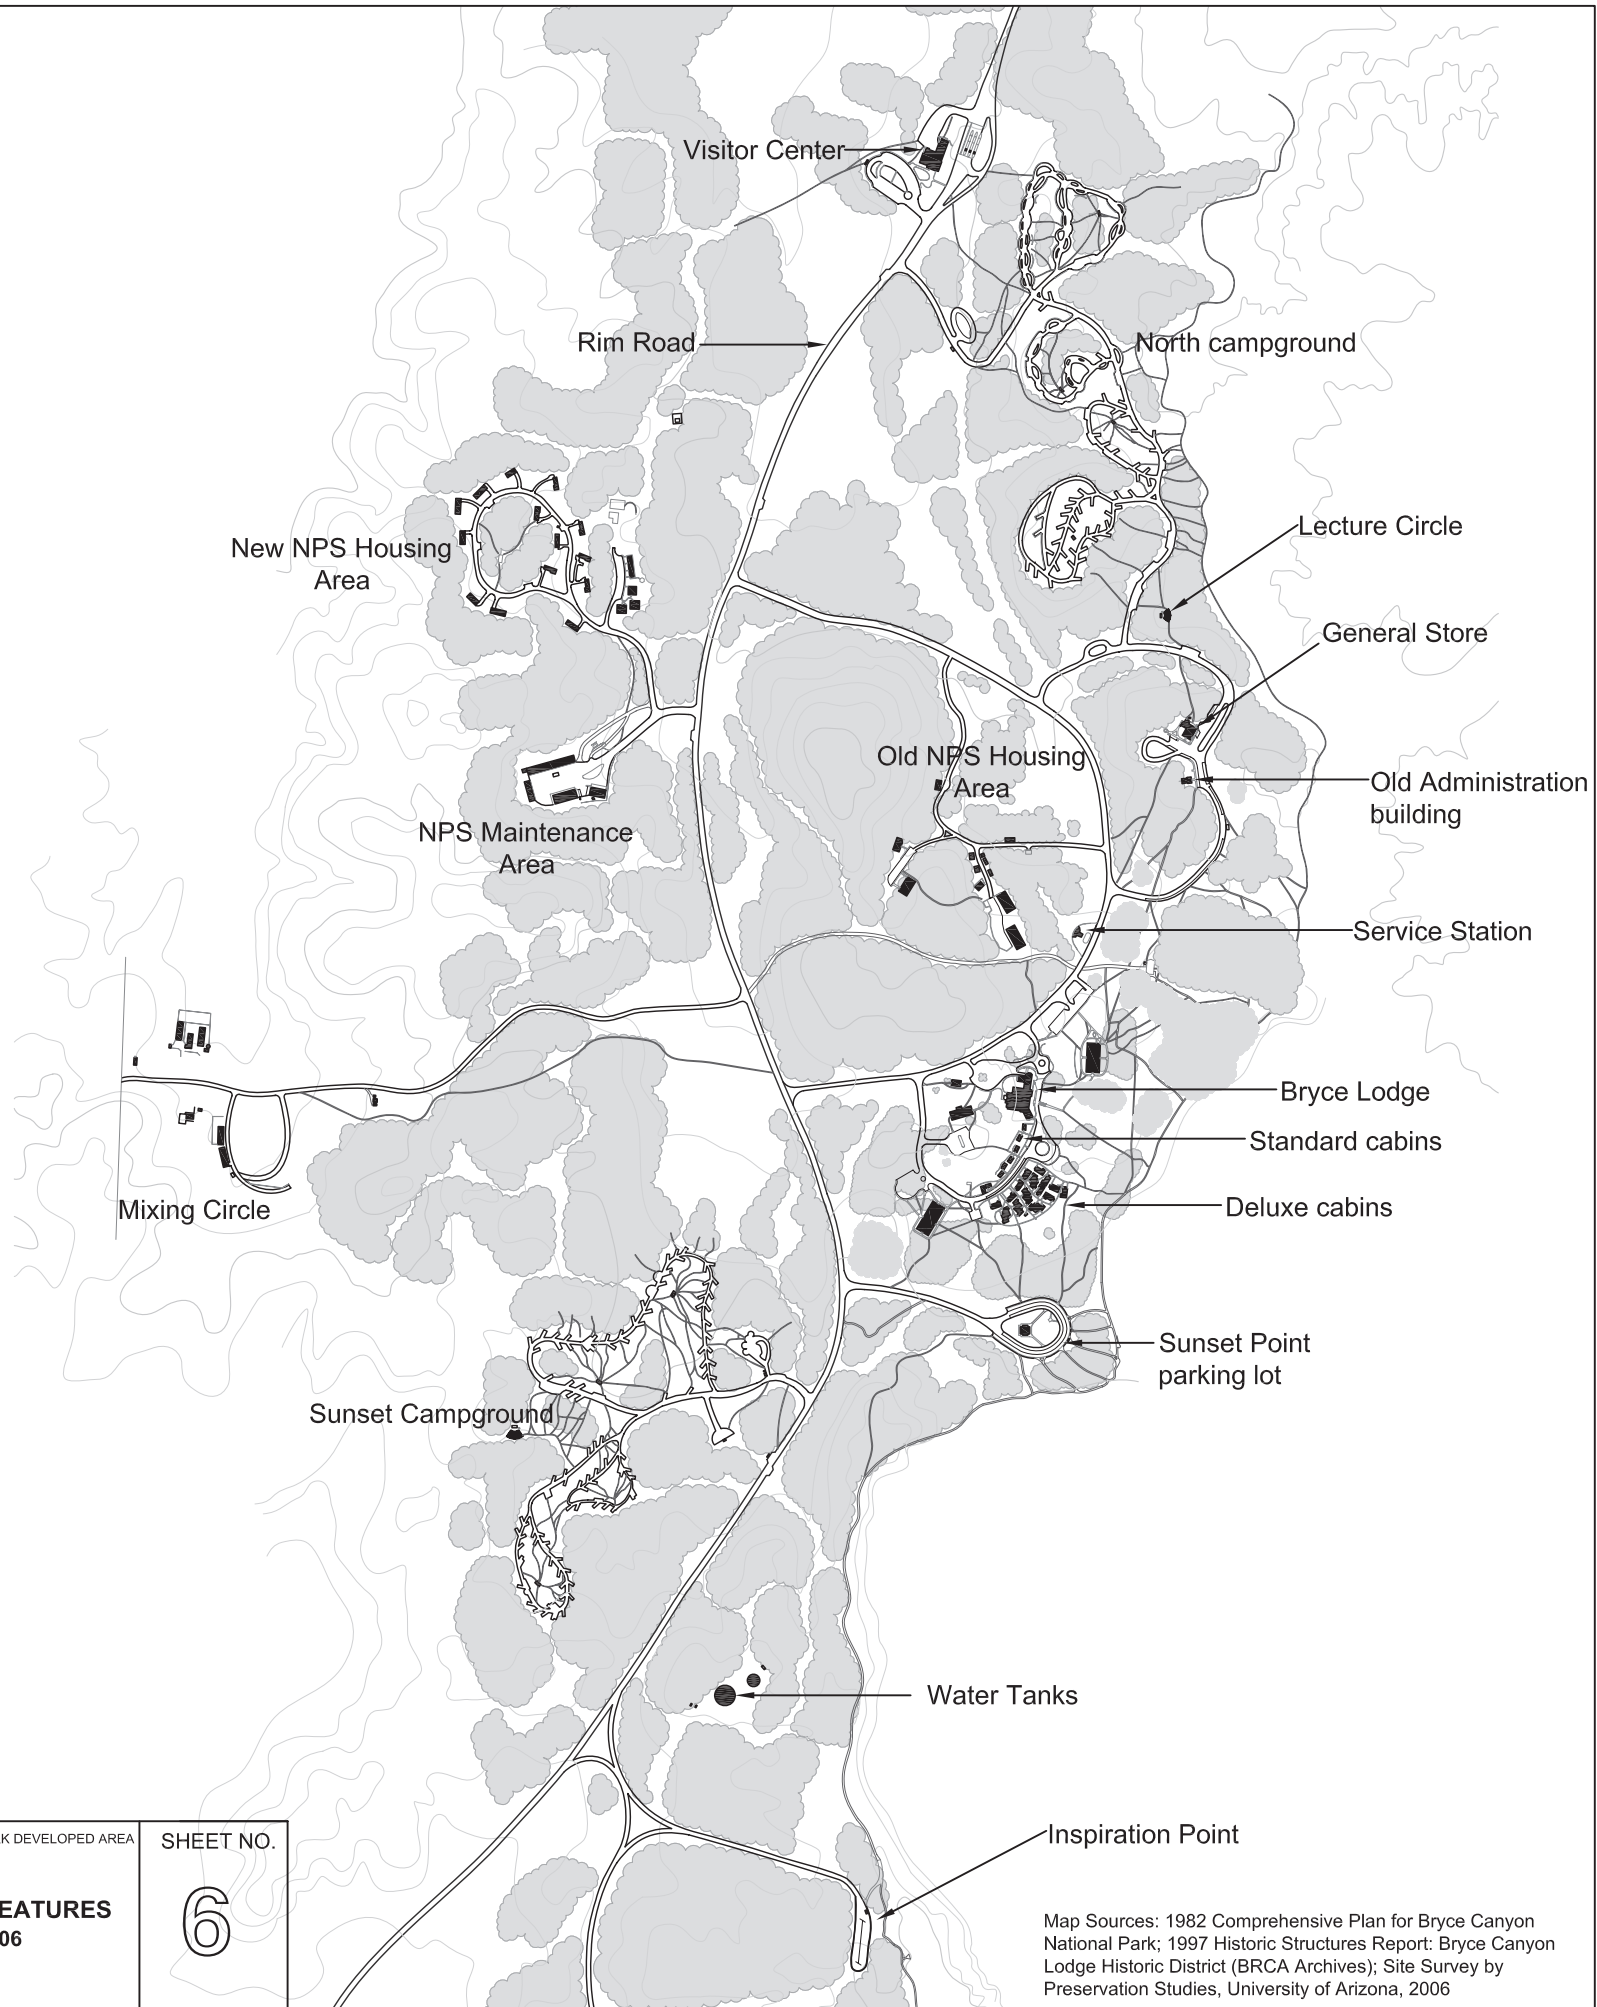 Visitor Center
Rim Road
North campground
Lecture Circle
New NPS Housing
Area
General Store
Old NPS Housing
Area
Old Administration
building
NPS Maintenance
Area
Service Station
Bryce Lodge
Standard cabins
Mixing Circle
Deluxe cabins
Sunset Point
parking lot
Sunset Campground
Water Tanks
Inspiration Point
K DEVELOPED AREA
SHEET NO.
EATURES
06
6
Map Sources: 1982 Comprehensive Plan for Bryce Canyon
National Park; 1997 Historic Structures Report: Bryce Canyon
Lodge Historic District (BRCA Archives); Site Survey by
Preservation Studies, University of Arizona, 2006